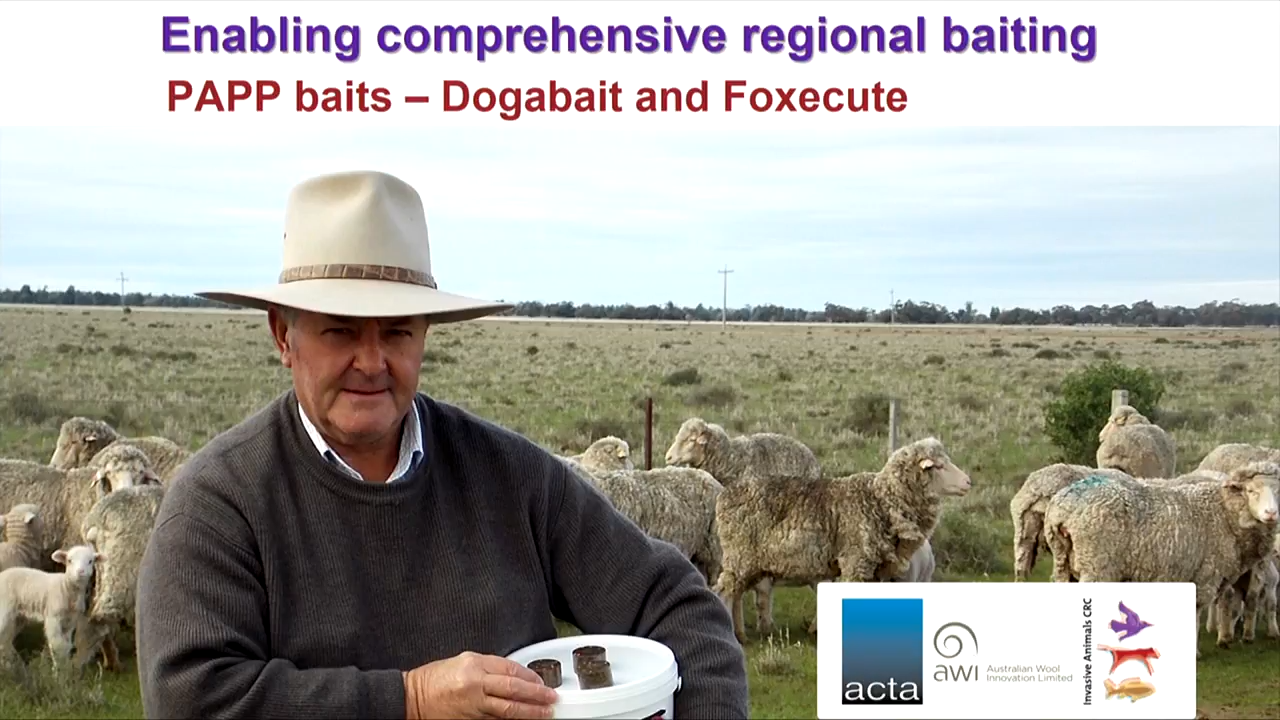 Enabling comprehensive regional baiting
PAPP baits – Dogabait and Foxecute
acta
AWI
Australian Wool
Innovation Limited
Invasive Animals CRC